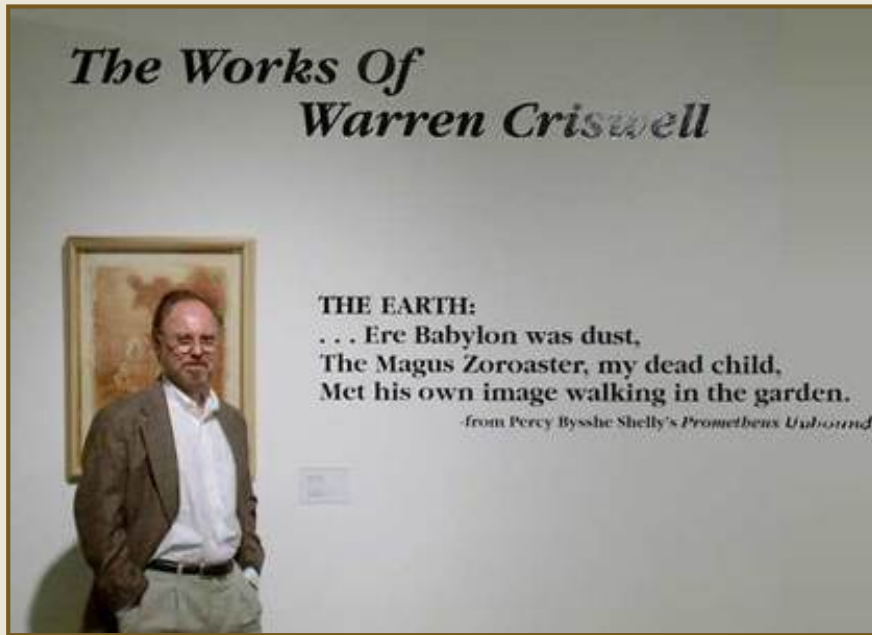 The Works Of
Warren Criswell
THE EARTH:
. . . Ere Babylon was dust,
The Magus Zoroaster, my dead child,
Met his own image walking in the garden.
-from Percy Bysshe Shelly's Prometheus Unbound